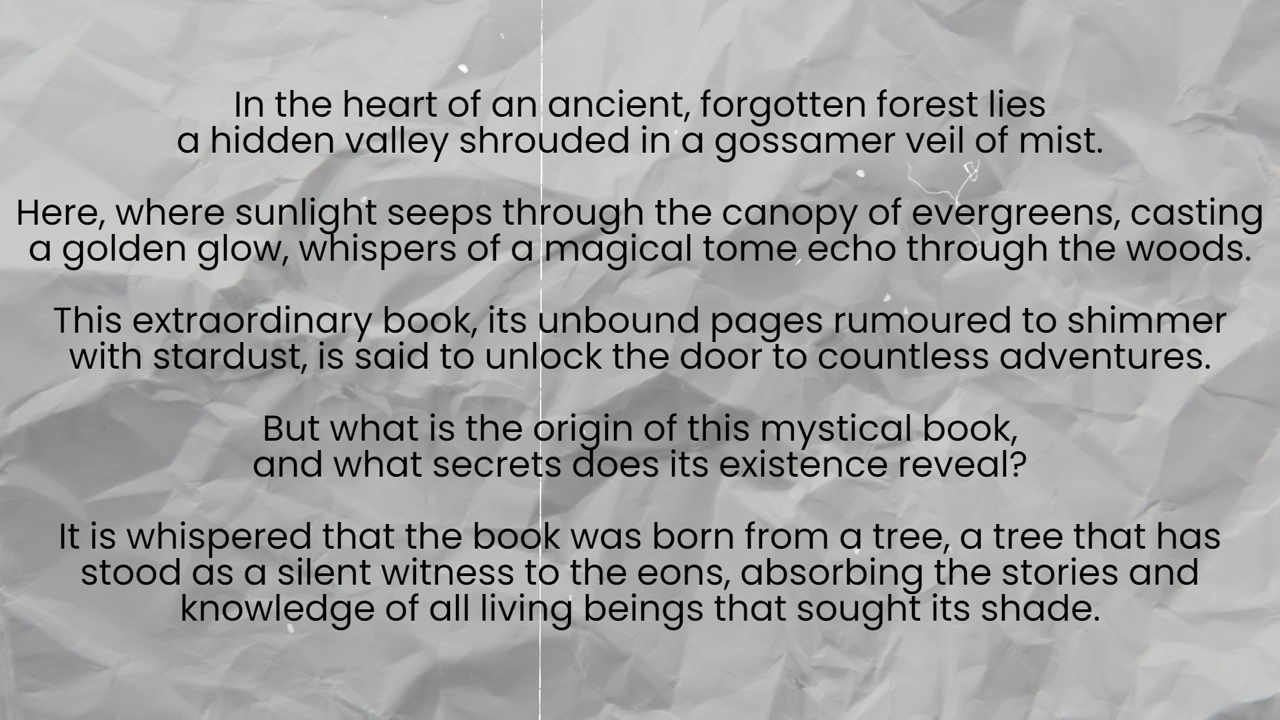 In the heart of an ancient, forgotten forest lies
a hidden valley shrouded in a gossamer veil of mist.
Here, where sunlight seeps through the canopy of evergreens, casting
a golden glow, whispers of a magical tome echo through the woods.
This extraordinary book, its unbound pages rumoured to shimmer
with stardust, is said to unlock the door to countless adventures.
But what is the origin of this mystical book,
and what secrets does its existence reveal?
It is whispered that the book was born from a tree, a tree that has
stood as a silent witness to the eons, absorbing the stories and
knowledge of all living beings that sought its shade.